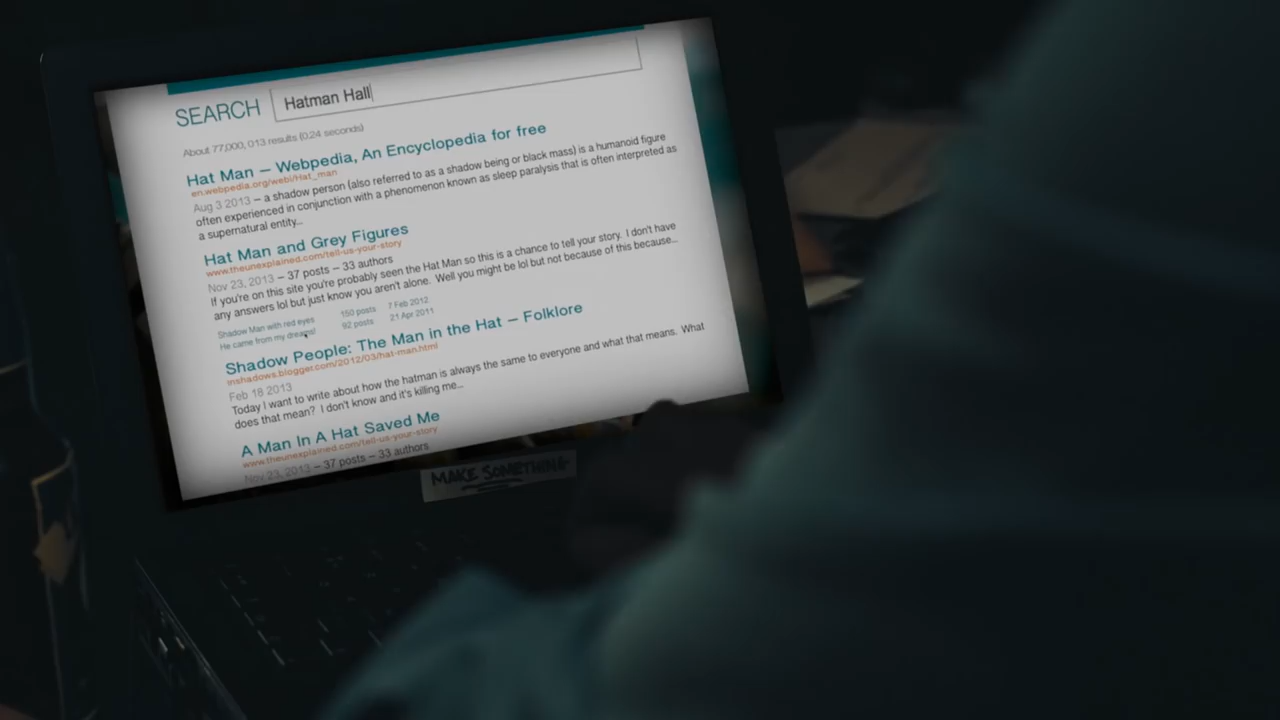 SEARCH Hatman Hall
About 77,000, 013 results (0.24 seconds)
Hat Man – Webpedia, An Encyclopedia for free
en.webpedia.org/webi/Hat_man
Aug 3 2013 – a shadow person (also referred to as a shadow being or black mass) is a humanoid figure
often experienced in conjunction with a phenomenon known as sleep paralysis that is often interpreted as
a supernatural entity...
Hat Man and Grey Figures
www.theunexplained.com/tell-us-your-story
Nov 23, 2013 – 37 posts – 33 authors
If you're on this site you're probably seen the Hat Man so this is a chance to tell your story. I don't have
any answers lol but just know you aren't alone. Well you might be lol but not because of this because...
Shadow Man with red eyes 150 posts 7 Feb 2012
He came from my dreams! 92 posts 21 Apr 2011
Shadow People: The Man in the Hat – Folklore
inshadows.blogger.com/2012/03/hat-man.html
Feb 18 2013
Today I want to write about how the hatman is always the same to everyone and what that means. What
does that mean? I don't know and it's killing me...
A Man In A Hat Saved Me
www.theunexplained.com/tell-us-your-story
Nov 23, 2013 – 37 posts – 33 authors
MAKE SOMETHING